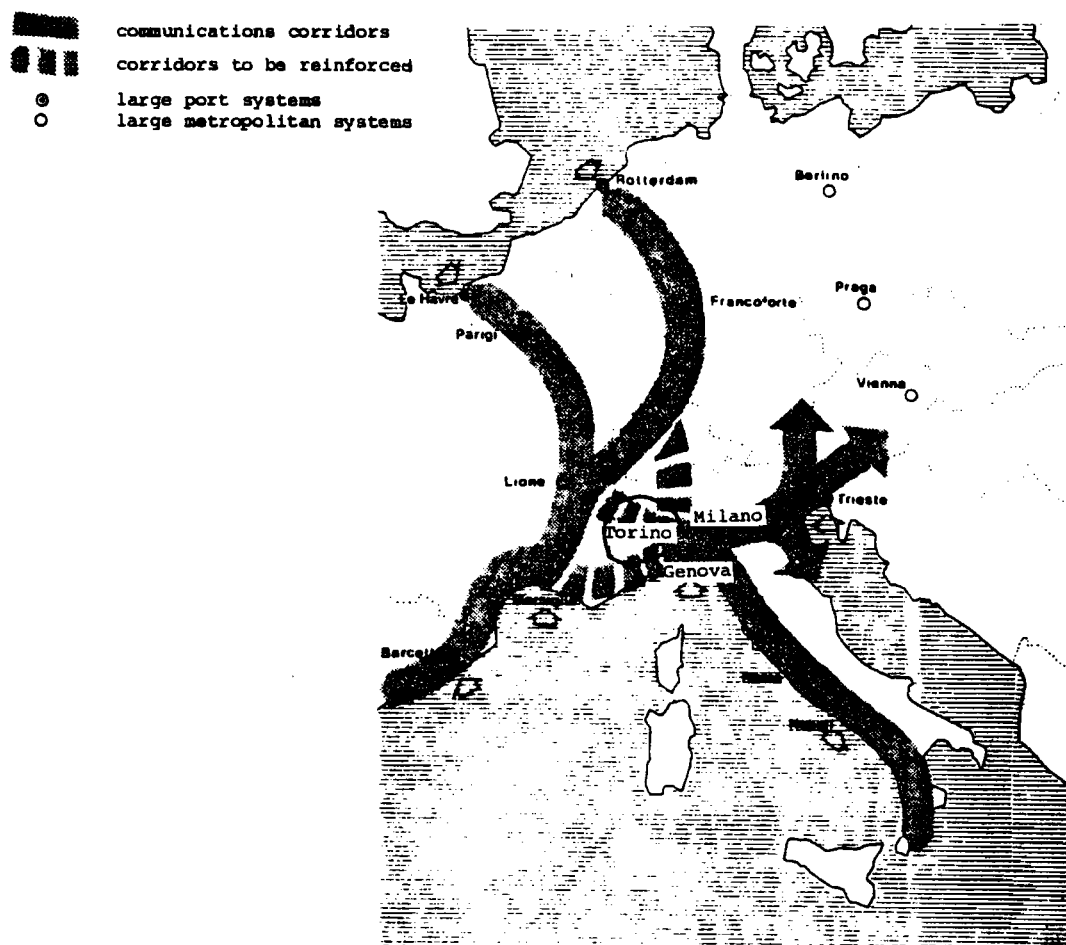 communications corridors
corridors to be reinforced
large port systems
large metropolitan systems
Rotterdam
Berlino
Le Havre
Praga
Parigi
Vienna
Lione
Trieste
Milano
Torino
Genova